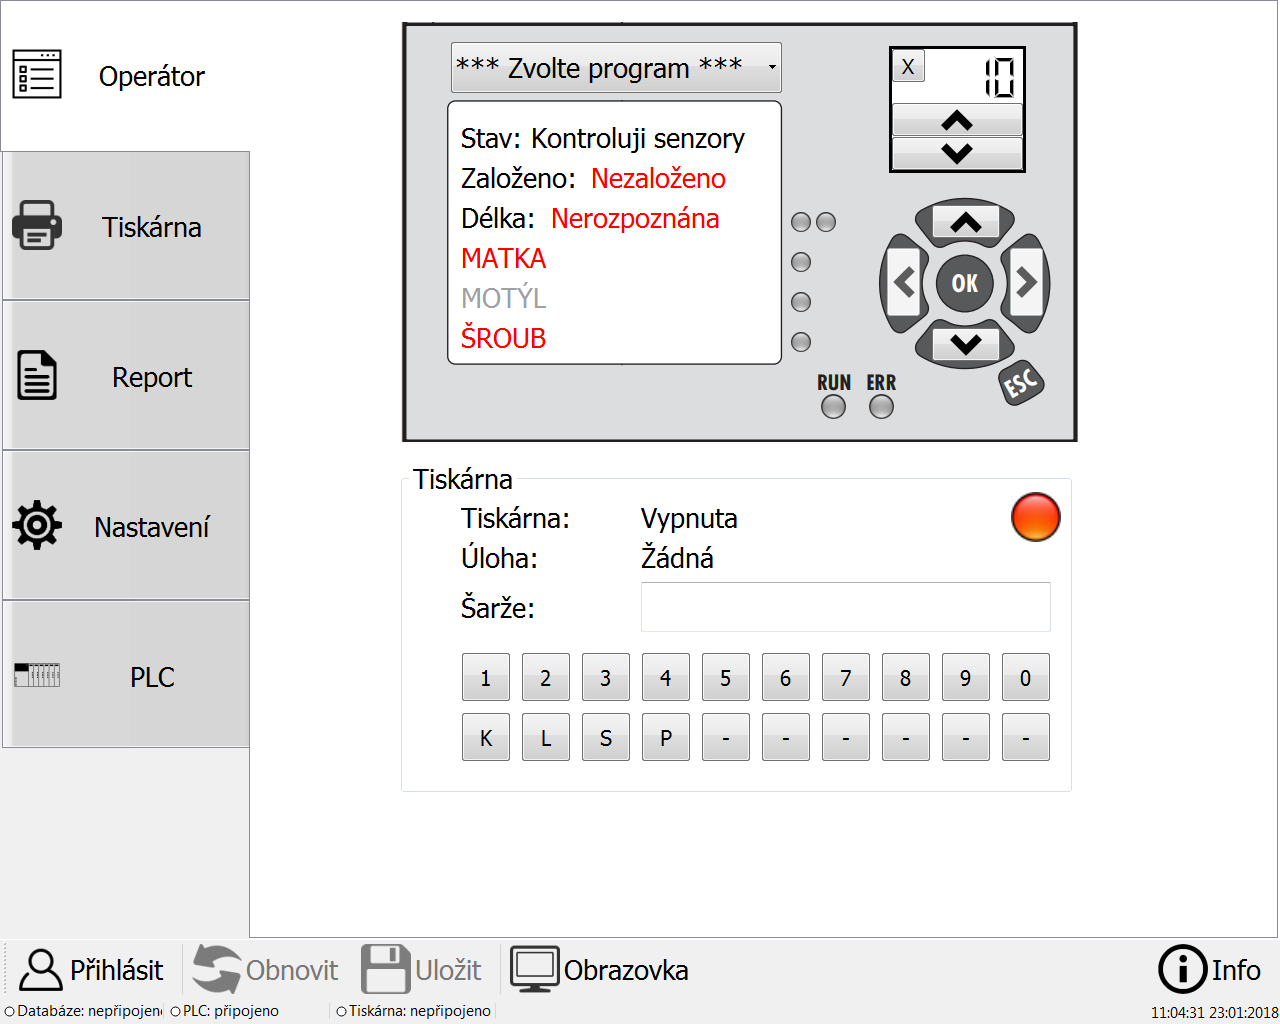 Operátor
Tiskárna
Report
Nastavení
PLC
*** Zvolte program ***
Stav: Kontroluji senzory
Založeno: Nezaloženo
Délka: Nerozpoznána
MATKA
MOTÝL
ŠROUB
X
10
OK
ESC
RUN ERR
Tiskárna
Tiskárna: Vypnuta
Úloha: Žádná
Šarže:
1 2 3 4 5 6 7 8 9 0
K L S P - - - - - -
Přihlásit Obnovit Uložit Obrazovka Info
Databáze: nepřipojeno PLC: připojeno Tiskárna: nepřipojeno 11:04:31 23:01:2018